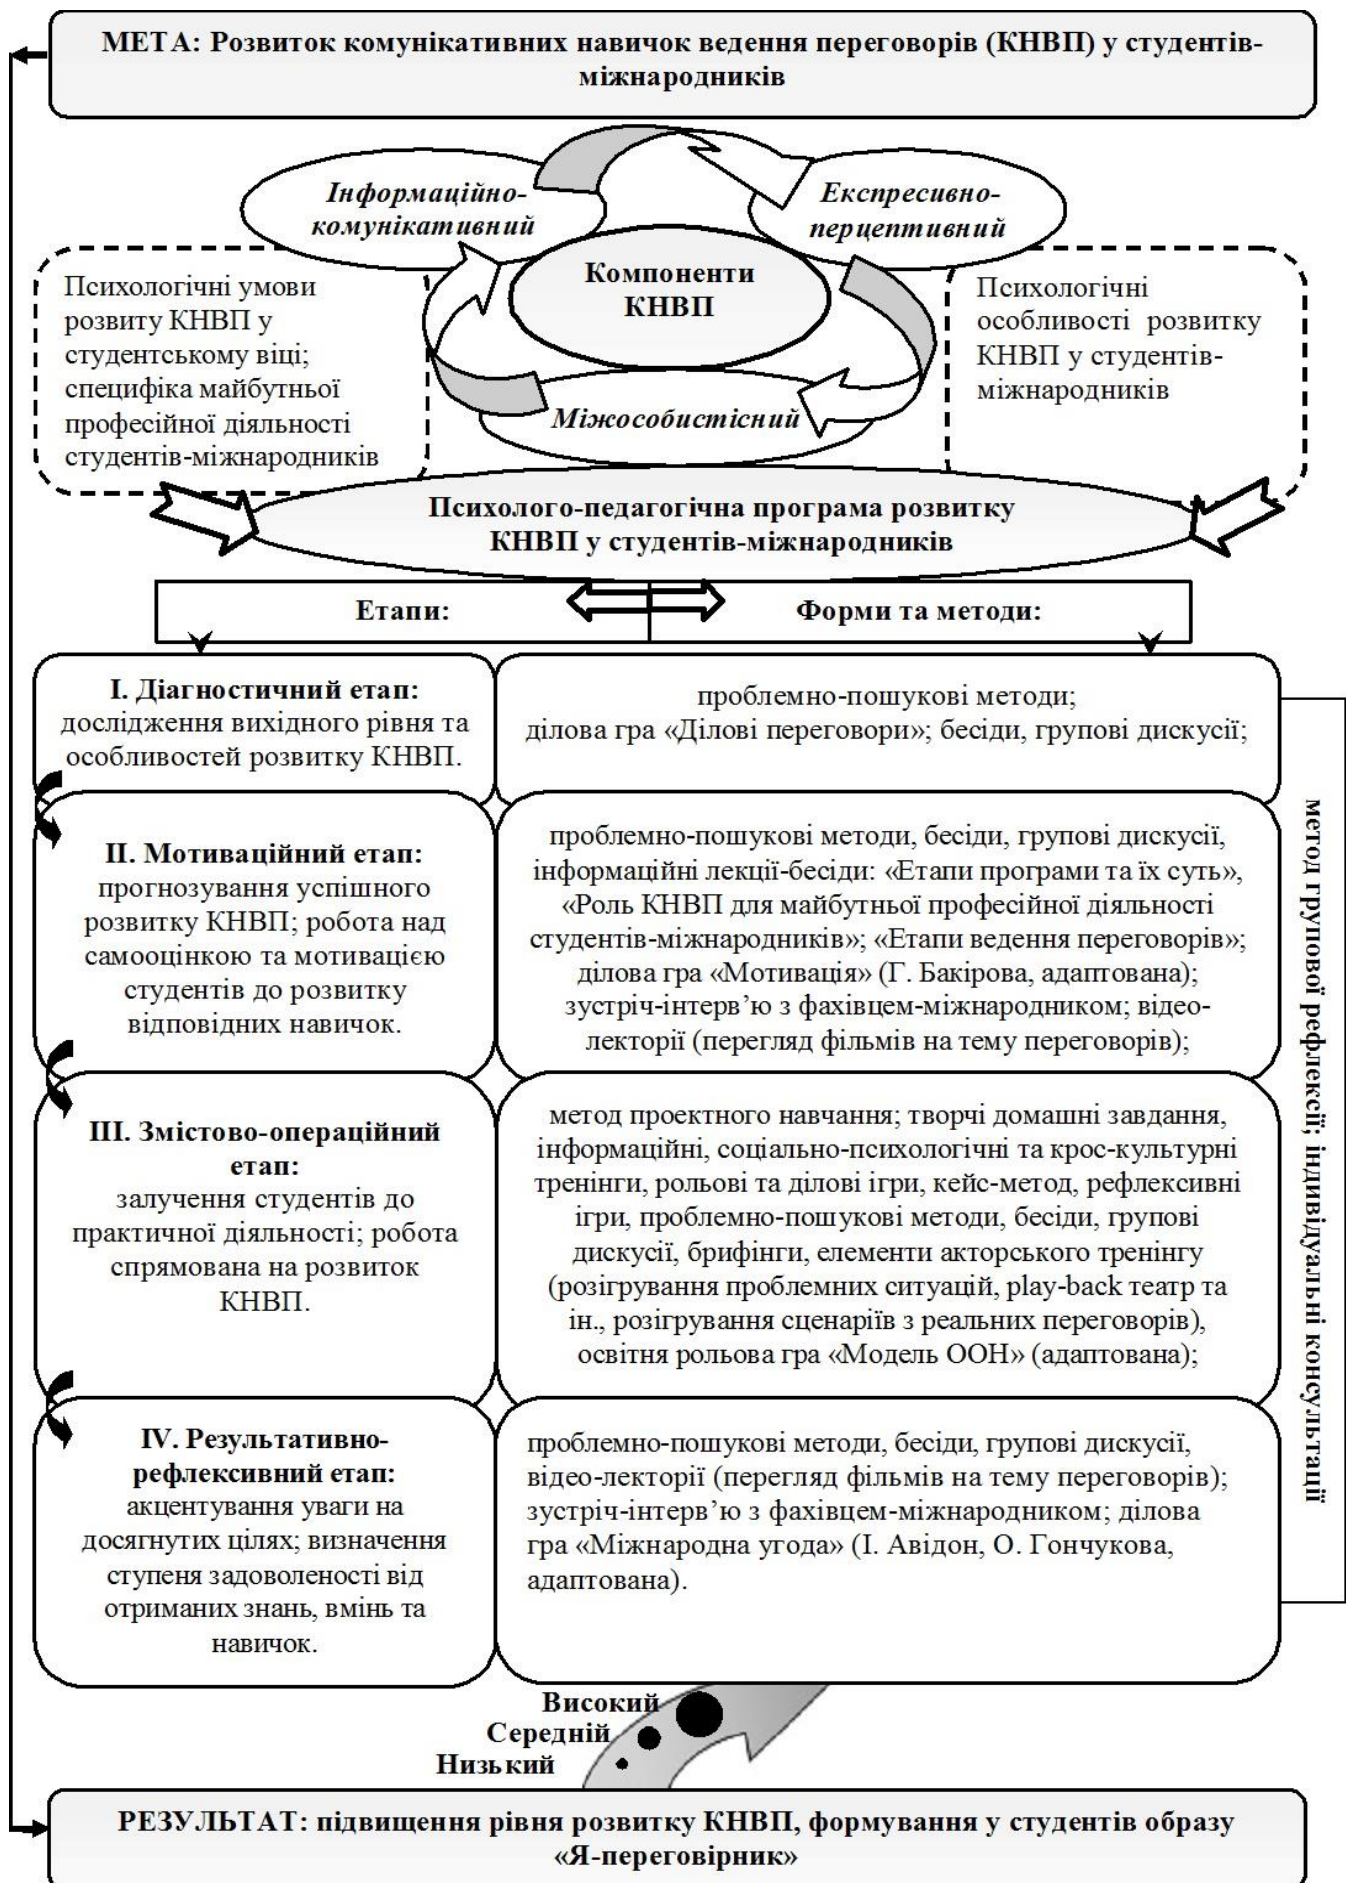 МЕТА: Розвиток комунікативних навичок ведення переговорів (КНВП) у студентів-
міжнародників
Інформаційно-
комунікативний
Експресивно-
перцептивний
Компоненти
КНВП
Міжособистісний
Психологічні умови
розвиту КНВП у
студентському віці;
специфіка майбутньої
професійної діяльності
студентів-міжнародників
Психологічні
особливості розвитку
КНВП у студентів-
міжнародників
Психолого-педагогічна програма розвитку
КНВП у студентів-міжнародників
Етапи:
Форми та методи:
І. Діагностичний етап:
дослідження вихідного рівня та
особливостей розвитку КНВП.
проблемно-пошукові методи;
ділова гра «Ділові переговори»; бесіди, групові дискусії;
ІІ. Мотиваційний етап:
прогнозування успішного
розвитку КНВП; робота над
самооцінкою та мотивацією
студентів до розвитку
відповідних навичок.
проблемно-пошукові методи, бесіди, групові дискусії,
інформаційні лекції-бесіди: «Етапи програми та їх суть»,
«Роль КНВП для майбутньої професійної діяльності
студентів-міжнародників»; «Етапи ведення переговорів»;
ділова гра «Мотивація» (Г. Бакірова, адаптована);
зустріч-інтерв’ю з фахівцем-міжнародником; відео-
лекторії (перегляд фільмів на тему переговорів);
ІІІ. Змістово-операційний
етап:
залучення студентів до
практичної діяльності; робота
спрямована на розвиток
КНВП.
метод проектного навчання; творчі домашні завдання,
інформаційні, соціально-психологічні та крос-культурні
тренінги, рольові та ділові ігри, кейс-метод, рефлексивні
ігри, проблемно-пошукові методи, бесіди, групові
дискусії, брифінги, елементи акторського тренінгу
(розігрування проблемних ситуацій, play-back театр та
ін., розігрування сценаріїв з реальних переговорів),
освітня рольова гра «Модель ООН» (адаптована);
ІV. Результативно-
рефлексивний етап:
акцентування уваги на
досягнутих цілях; визначення
ступеня задоволеності від
отриманих знань, вмінь та
навичок.
проблемно-пошукові методи, бесіди, групові дискусії,
відео-лекторії (перегляд фільмів на тему переговорів);
зустріч-інтерв’ю з фахівцем-міжнародником; ділова
гра «Міжнародна угода» (І. Авідон, О. Гончукова,
адаптована).
метод групової рефлексії; індивідуальні консультації
Високий
Середній
Низький
РЕЗУЛЬТАТ: підвищення рівня розвитку КНВП, формування у студентів образу
«Я-переговірник»